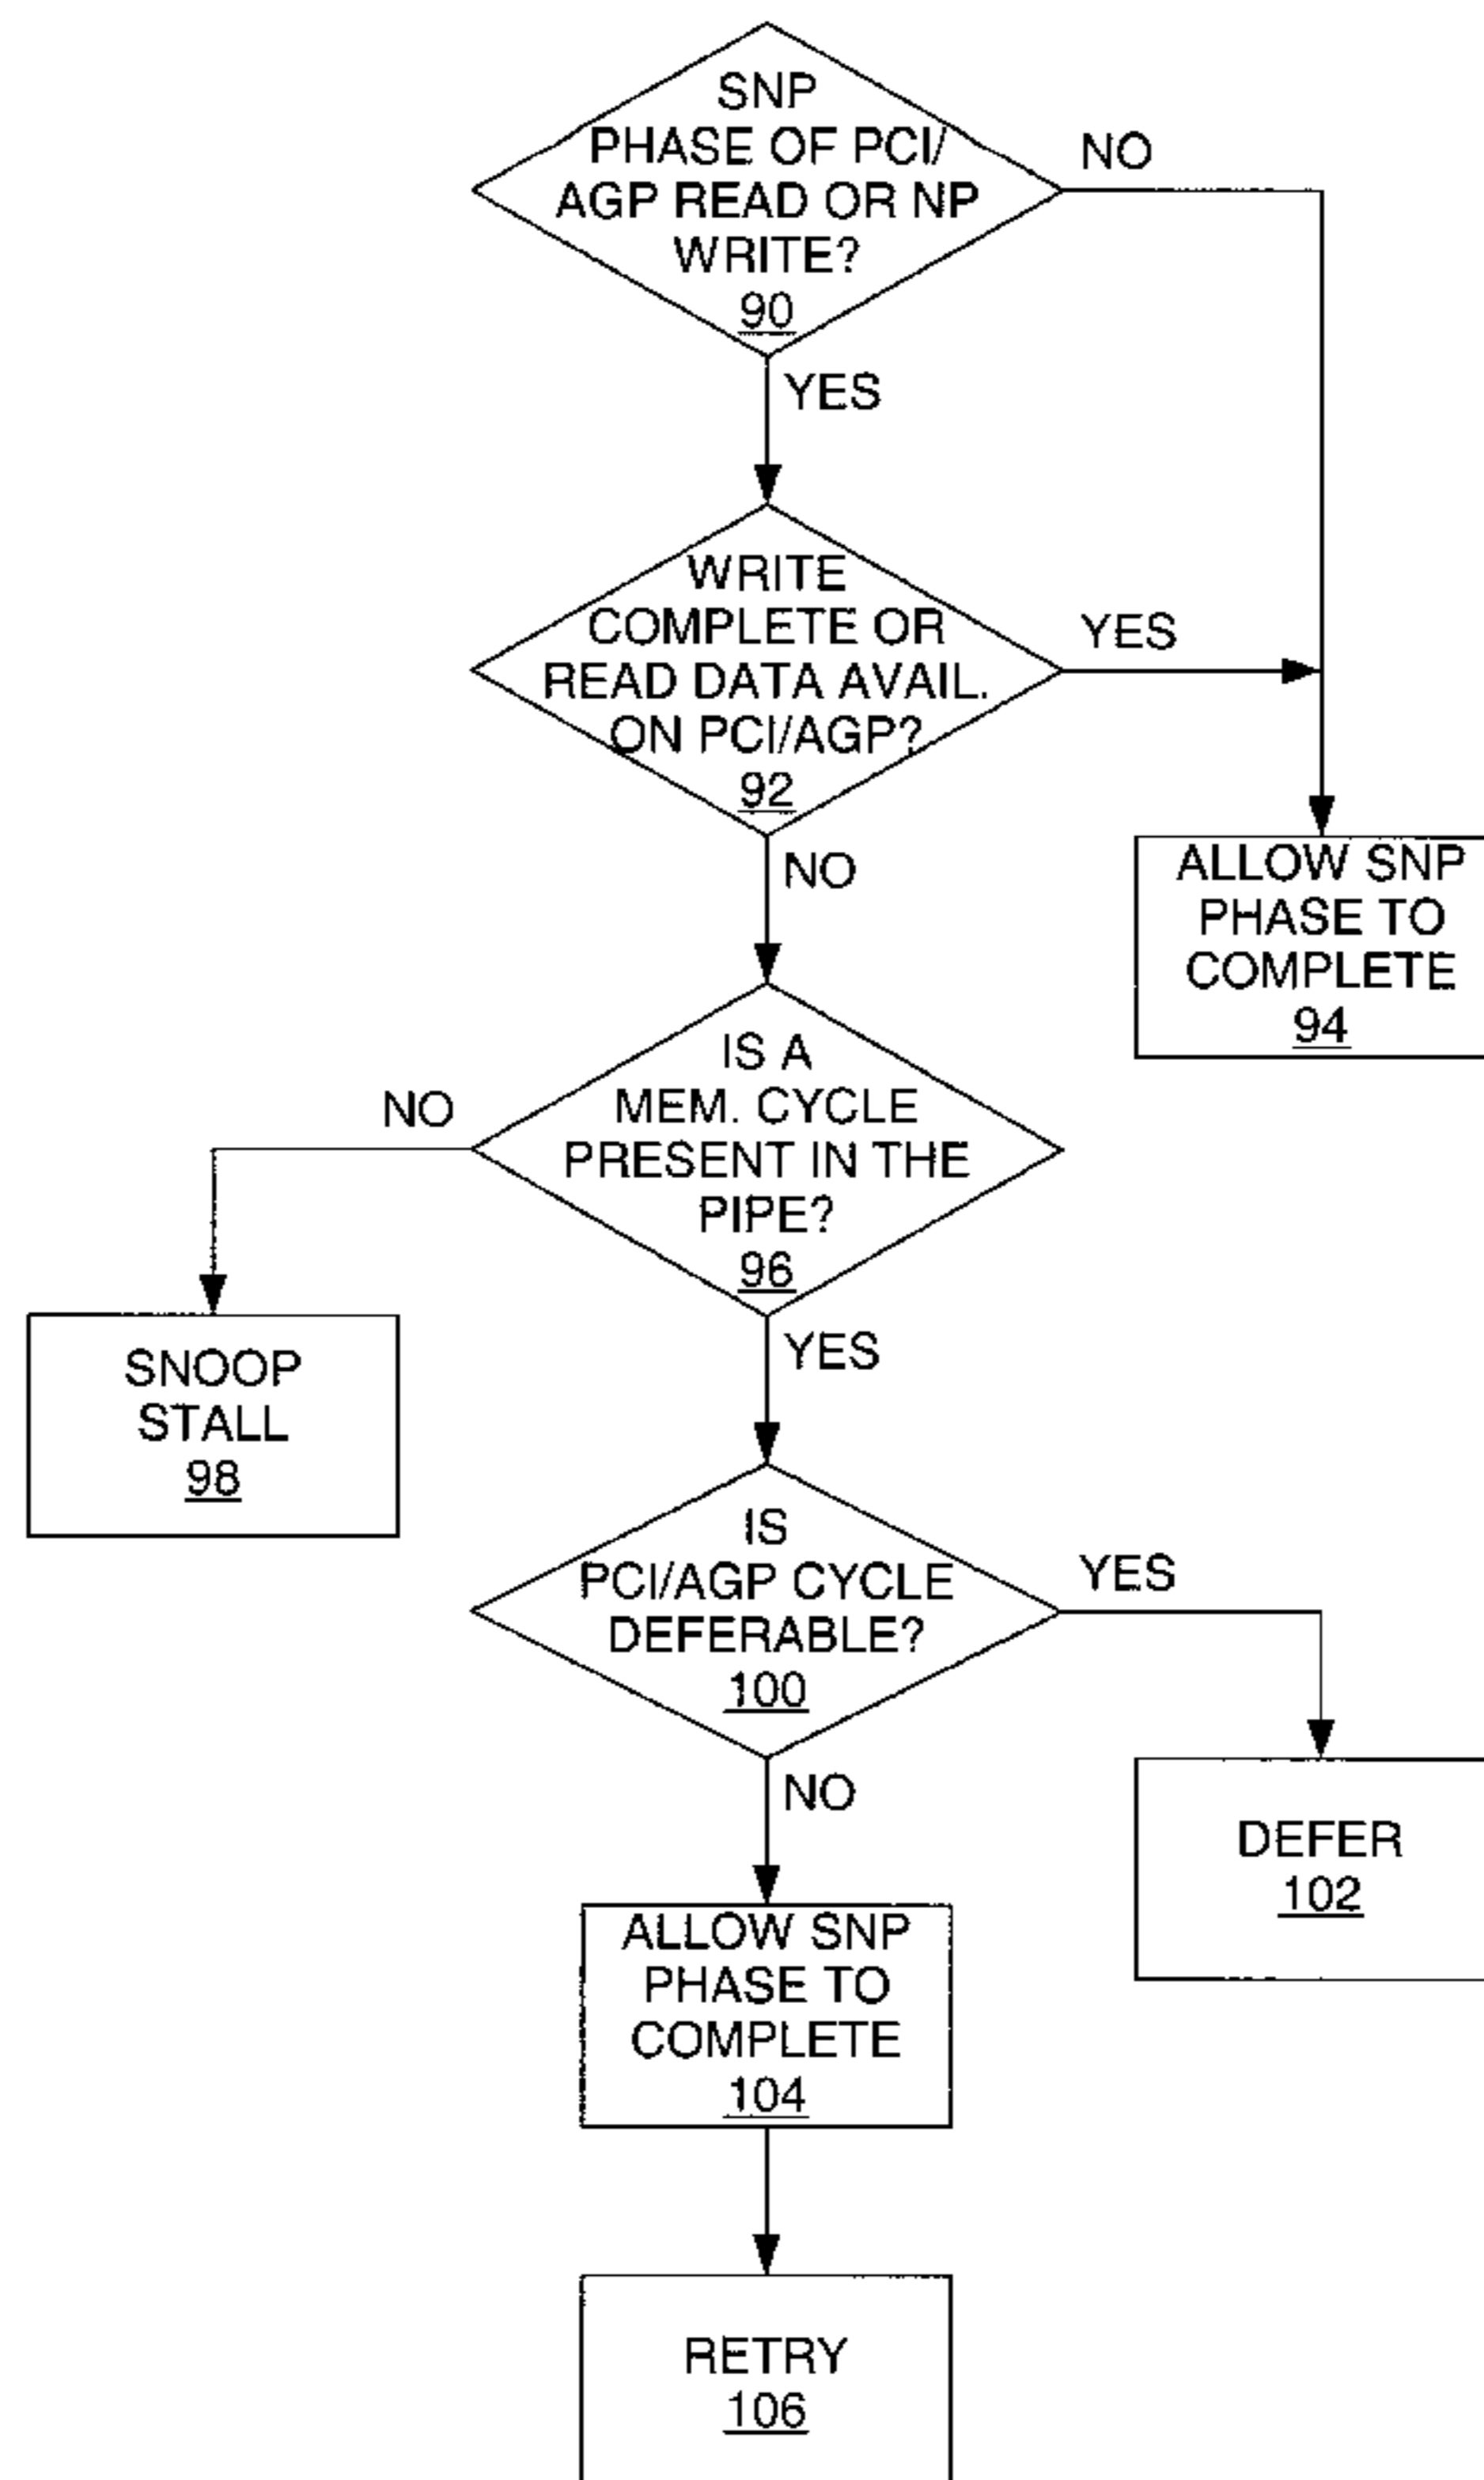 SNP
PHASE OF PCI/
AGP READ OR NP
WRITE?
90
NO
YES
WRITE
COMPLETE OR
READ DATA AVAIL.
ON PCI/AGP?
92
YES
NO
ALLOW SNP
PHASE TO
COMPLETE
94
IS A
MEM. CYCLE
PRESENT IN THE
PIPE?
96
NO
YES
SNOOP
STALL
98
IS
PCI/AGP CYCLE
DEFERABLE?
100
YES
NO
DEFER
102
ALLOW SNP
PHASE TO
COMPLETE
104
RETRY
106